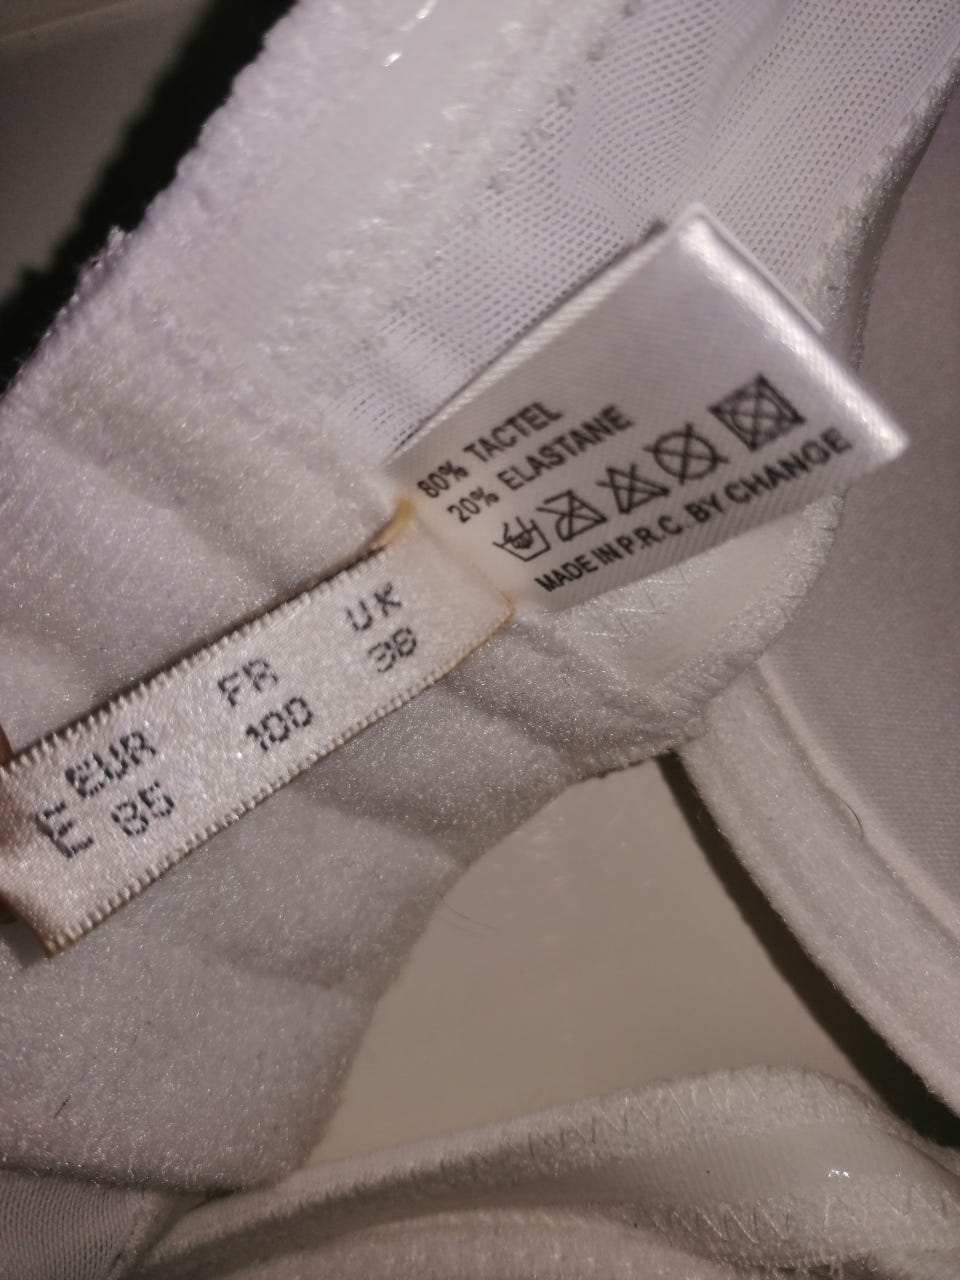 80% TACTEL
20% ELASTANE
MADE IN P.R.C. BY CHANGE
EUR FR UK
E 85 100 38